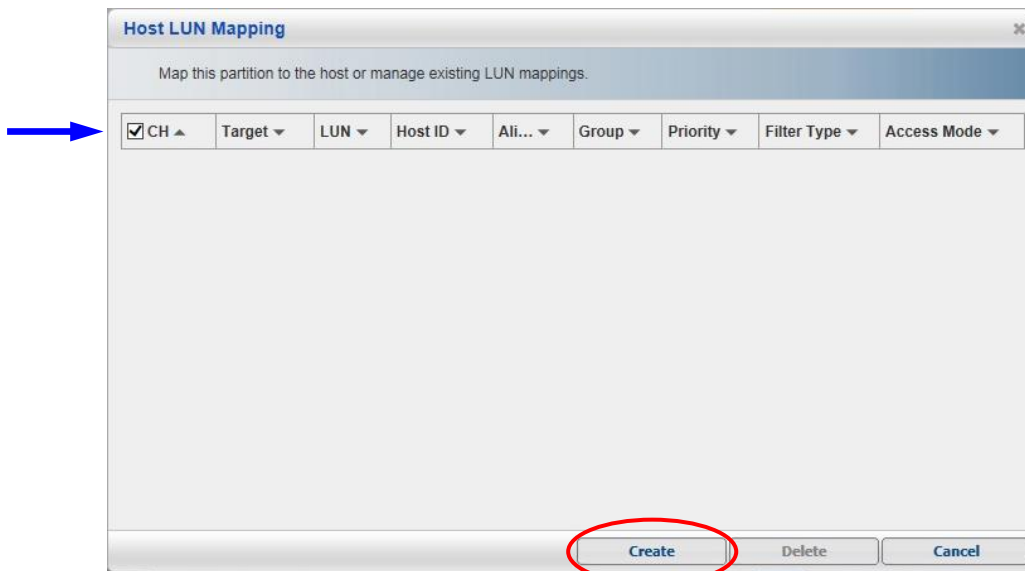 Host LUN Mapping
Map this partition to the host or manage existing LUN mappings.
CH Target LUN Host ID Ali... Group Priority Filter Type Access Mode
Create Delete Cancel